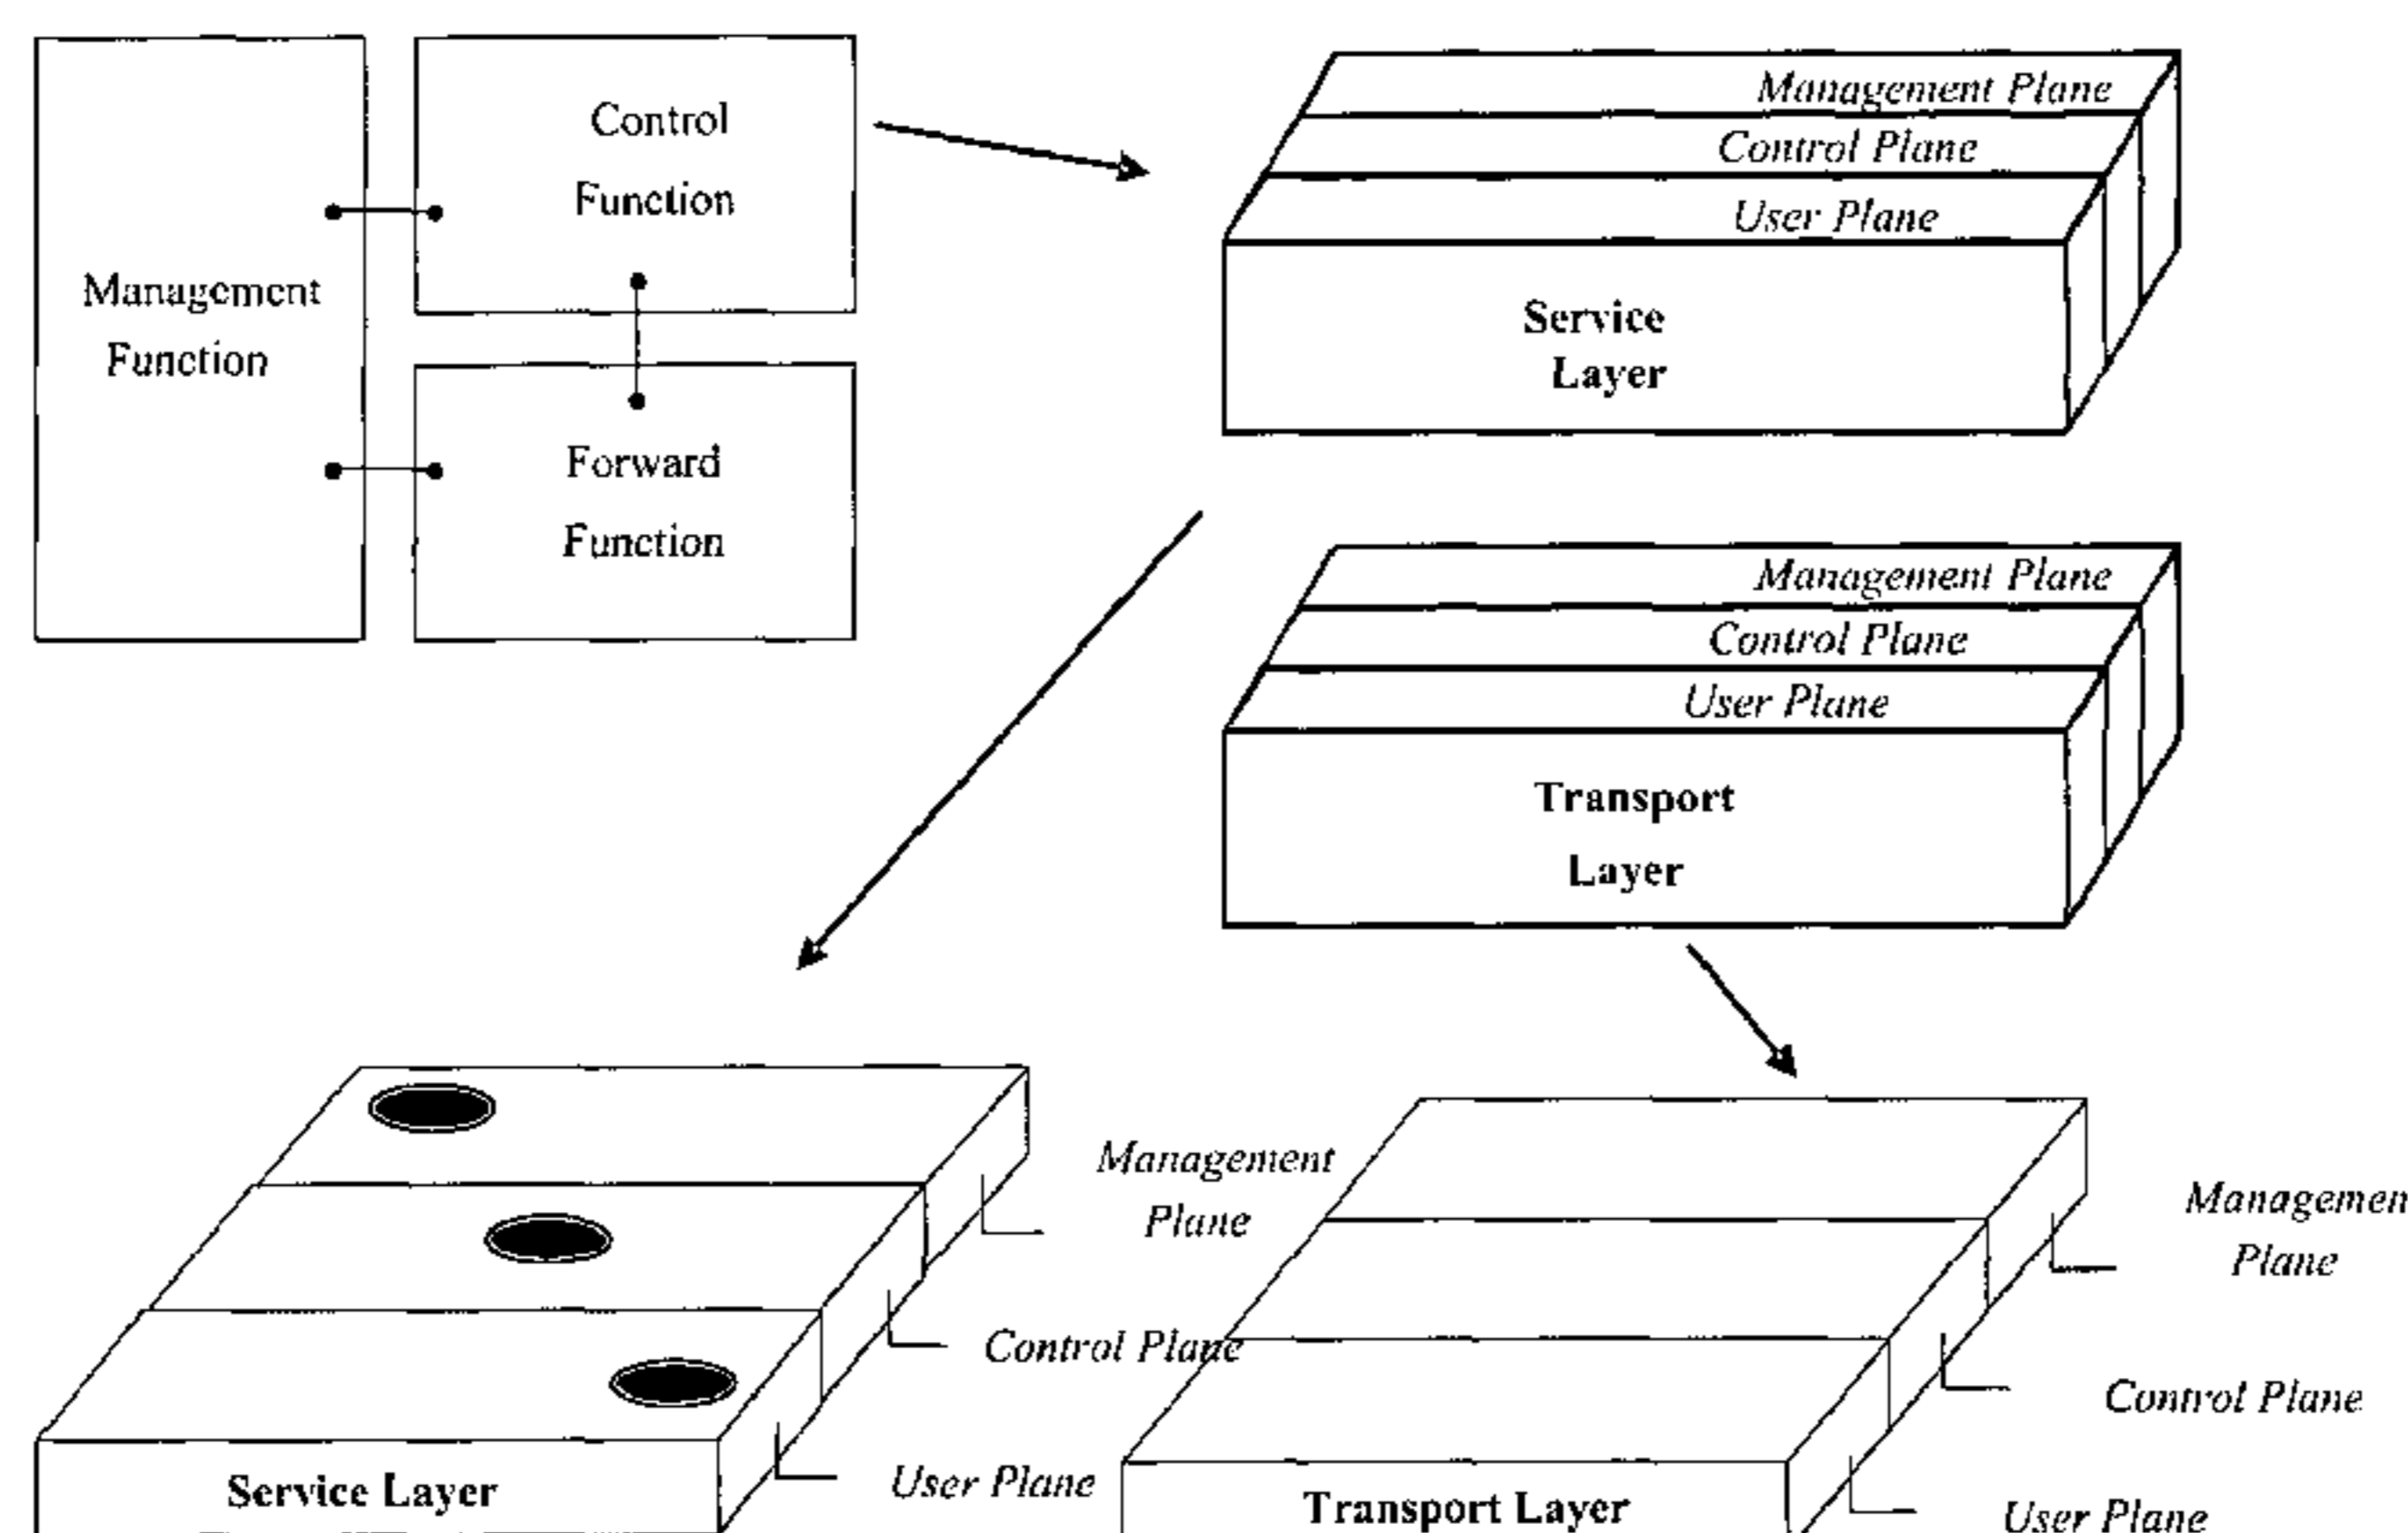 Control
Function
Management
Function
Forward
Function
Management Plane
Control Plane
User Plane
Service
Layer
Management Plane
Control Plane
User Plane
Transport
Layer
Management
Plane
Control Plane
User Plane
Service Layer
Managemen
Plane
Control Plane
User Plane
Transport Layer